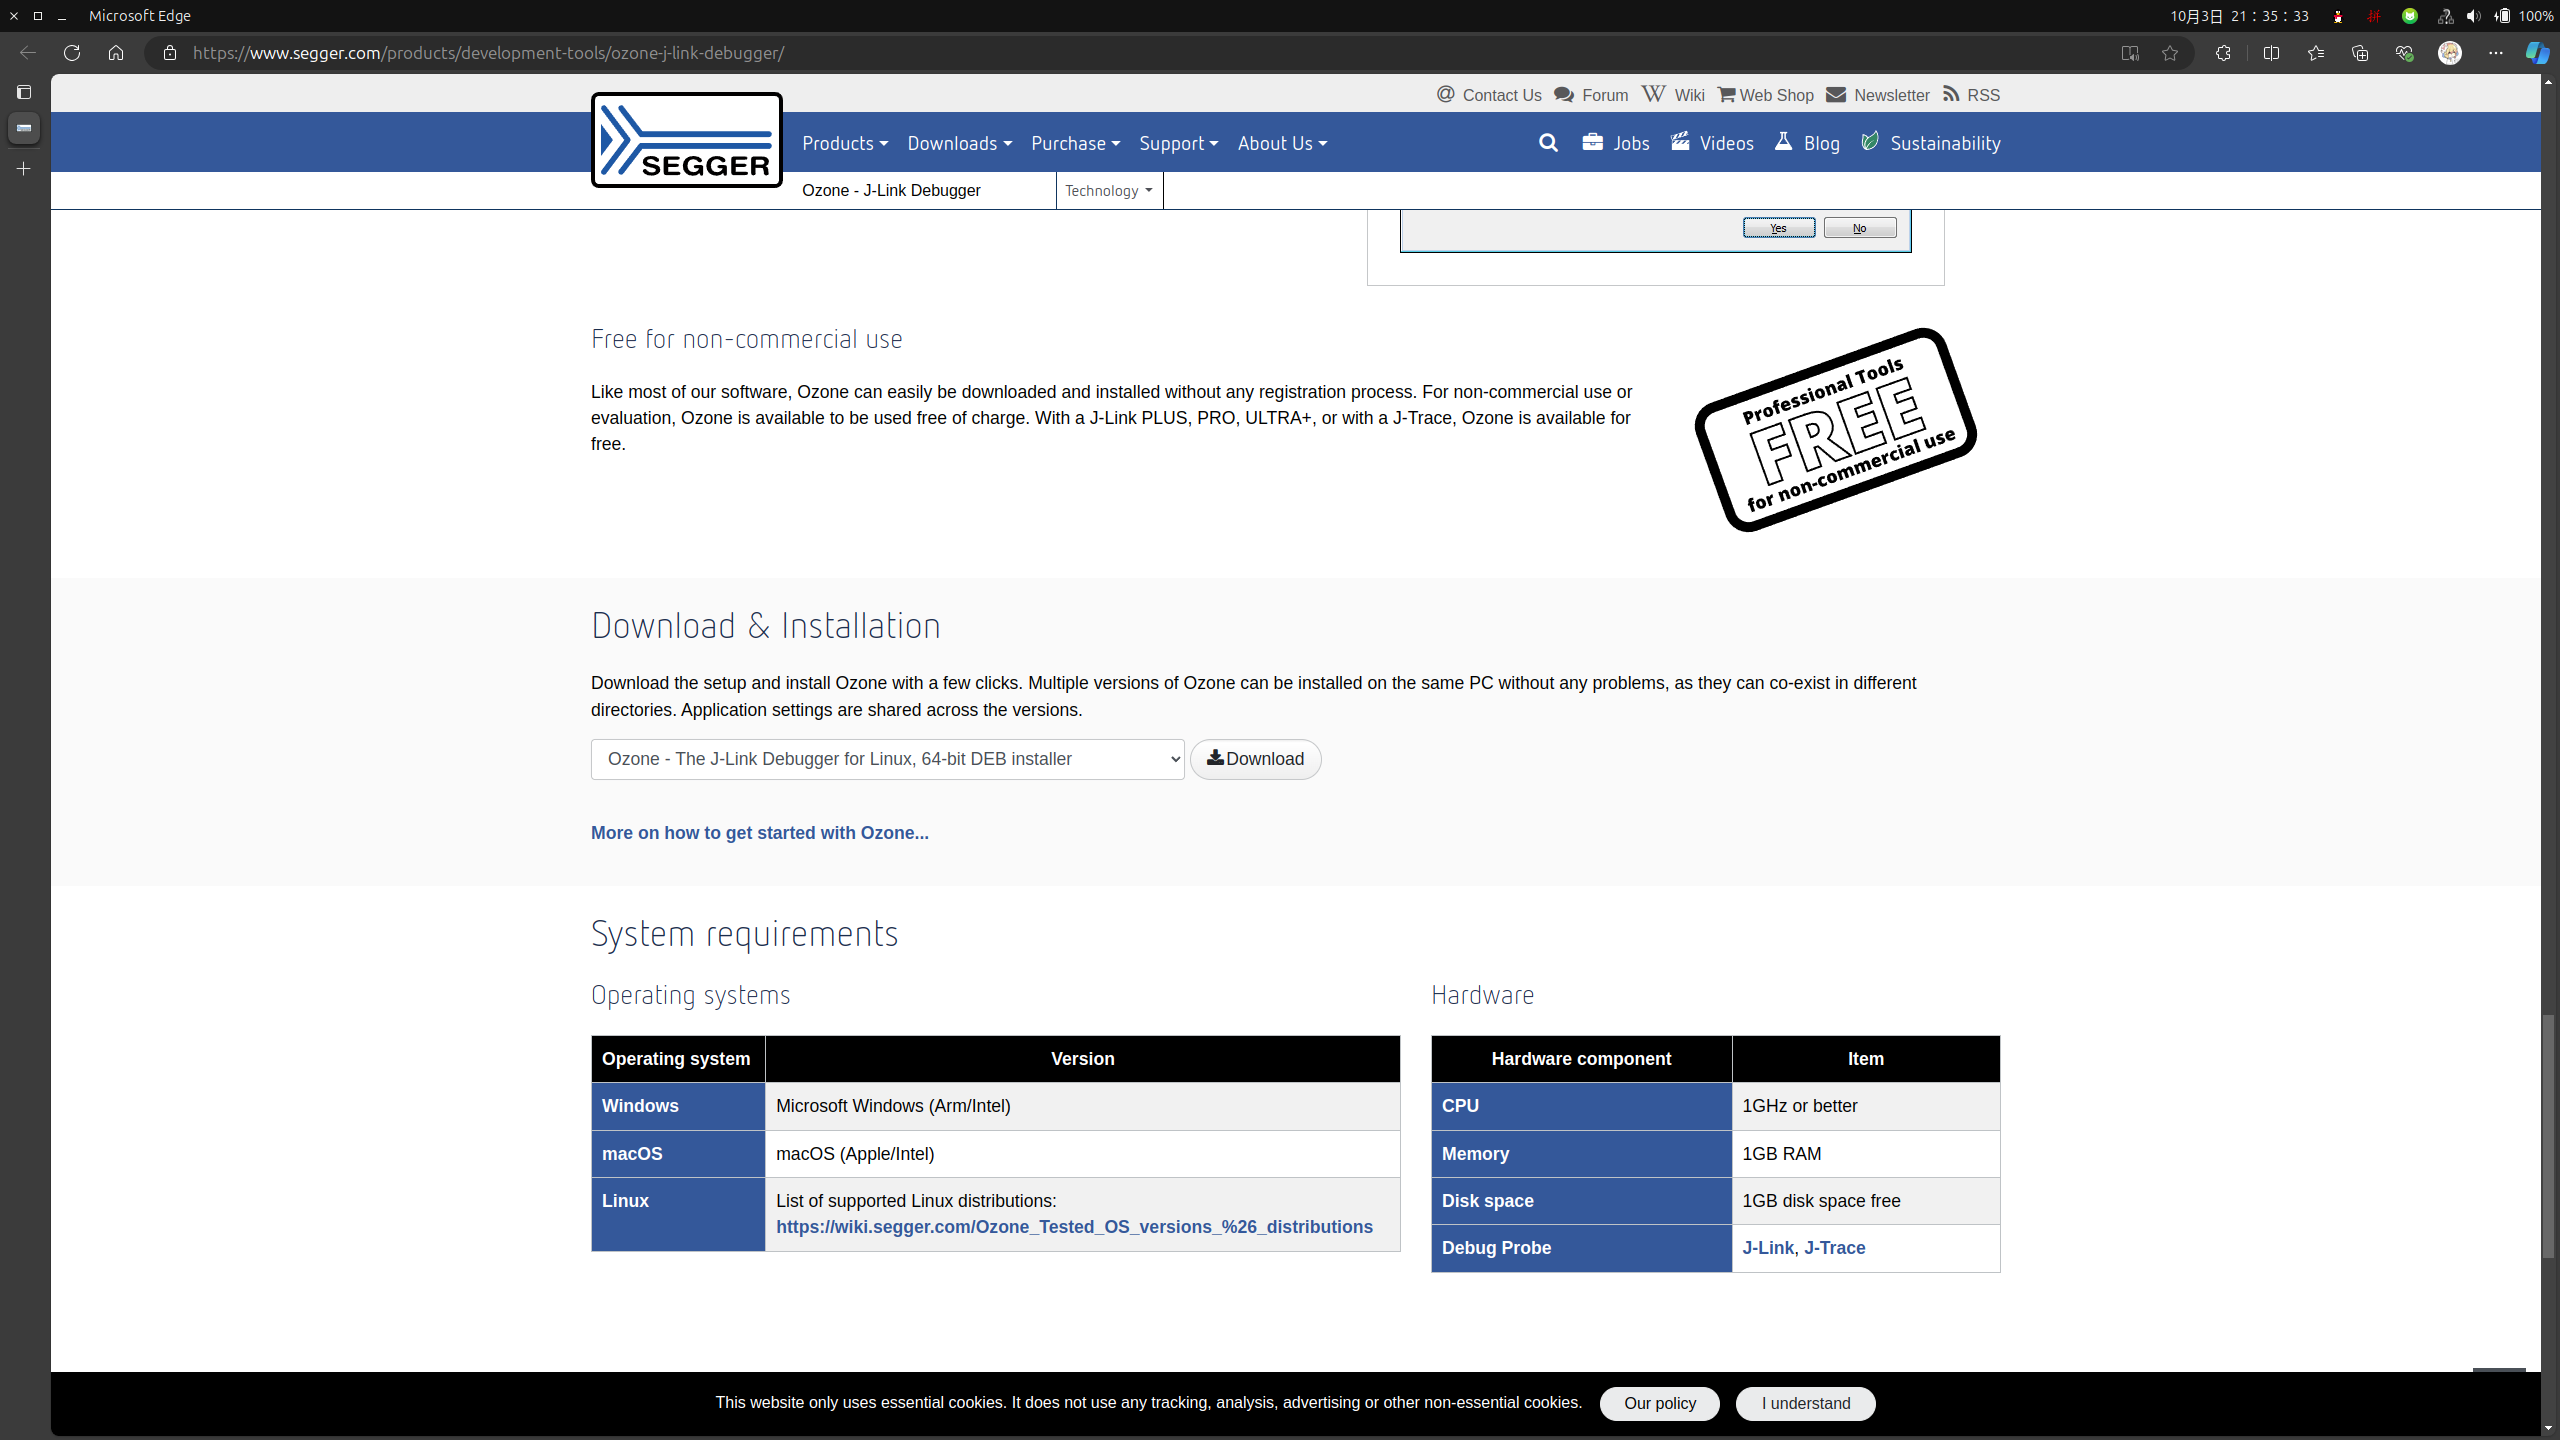 Microsoft Edge
10月3日 21：35：33
100%
https://www.segger.com/products/development-tools/ozone-j-link-debugger/
Contact Us Forum Wiki Web Shop Newsletter RSS
SEGGER
Products Downloads Purchase Support About Us
Jobs Videos Blog Sustainability
Ozone - J-Link Debugger
Technology
Yes No
Free for non-commercial use
Like most of our software, Ozone can easily be downloaded and installed without any registration process. For non-commercial use or
evaluation, Ozone is available to be used free of charge. With a J-Link PLUS, PRO, ULTRA+, or with a J-Trace, Ozone is available for
free.
Professional Tools
FREE
for non-commercial use
Download & Installation
Download the setup and install Ozone with a few clicks. Multiple versions of Ozone can be installed on the same PC without any problems, as they can co-exist in different
directories. Application settings are shared across the versions.
Ozone - The J-Link Debugger for Linux, 64-bit DEB installer
Download
More on how to get started with Ozone...
System requirements
Operating systems
Operating system Version
Windows Microsoft Windows (Arm/Intel)
macOS macOS (Apple/Intel)
Linux List of supported Linux distributions:
https://wiki.segger.com/Ozone_Tested_OS_versions_%26_distributions
Hardware
Hardware component Item
CPU 1GHz or better
Memory 1GB RAM
Disk space 1GB disk space free
Debug Probe J-Link, J-Trace
This website only uses essential cookies. It does not use any tracking, analysis, advertising or other non-essential cookies.
Our policy
I understand